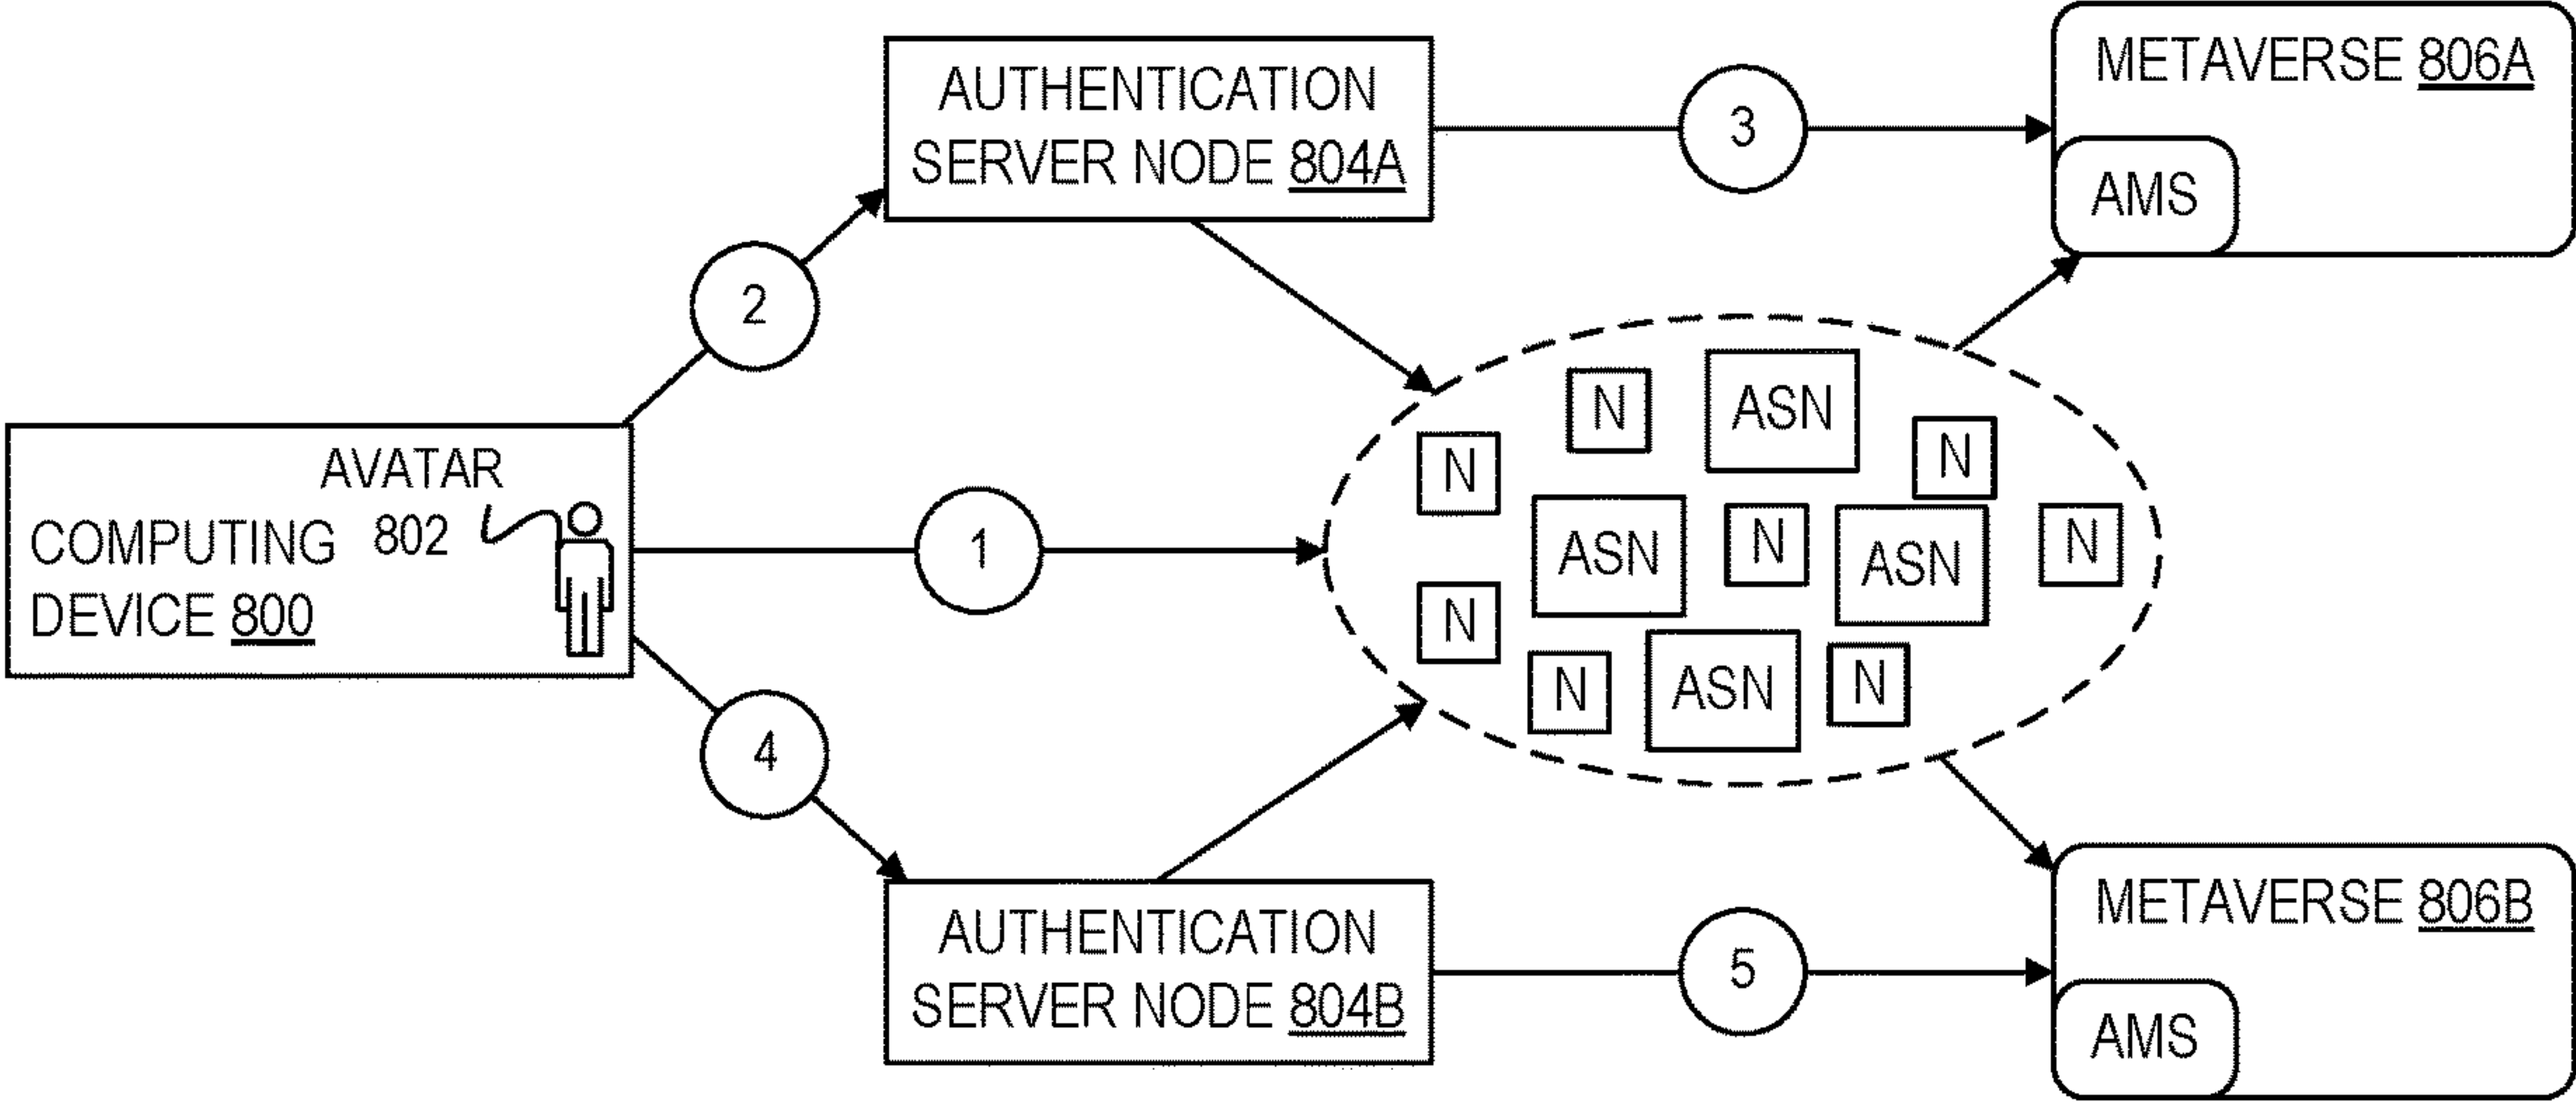 AUTHENTICATION
SERVER NODE 804A
3
METAVERSE 806A
AMS
2
AVATAR
802
COMPUTING
DEVICE 800
1
N
ASN
N
N
ASN
N
ASN
N
N
N
ASN
N
4
AUTHENTICATION
SERVER NODE 804B
5
METAVERSE 806B
AMS